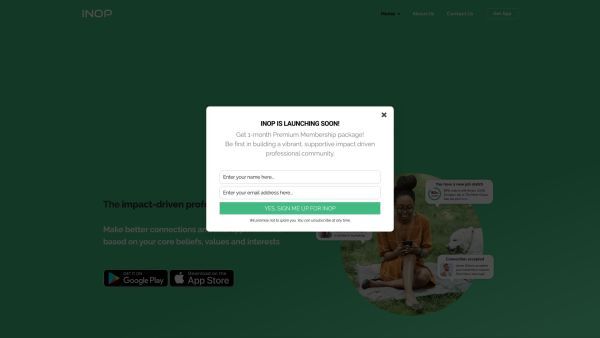 INOP
Home
About Us
Contact Us
Get App
INOP IS LAUNCHING SOON!
Get 1-month Premium Membership package!
Be first in building a vibrant, supportive impact driven
professional community.
Enter your name here...
Enter your email address here...
YES, SIGN ME UP FOR INOP
We promise not to spam you. You can unsubscribe at any time.
The impact-driven prof
Make better connections an
based on your core beliefs, values and interests
GET IT ON
Google Play
Download on the
App Store
You have a new job match
Connection accepted